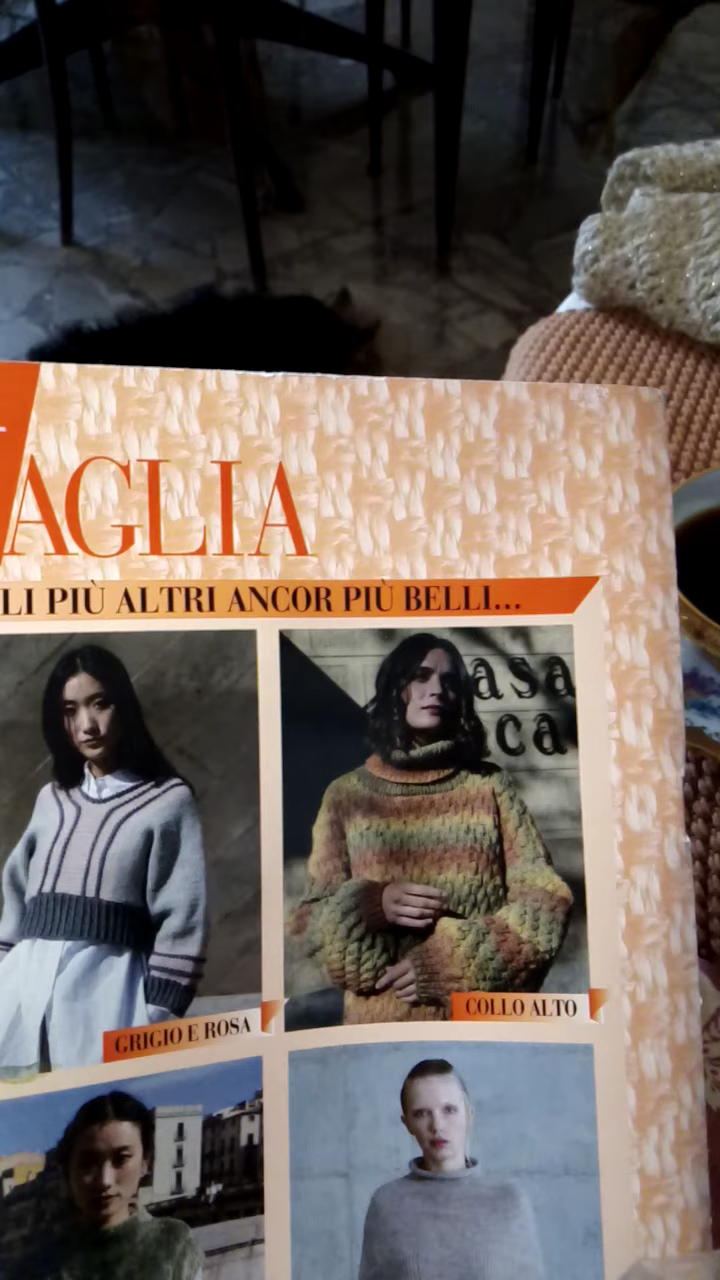 AGLIA
LI PIÙ ALTRI ANCOR PIÙ BELLI...
asa
ca
GRIGIO E ROSA
COLLO ALTO